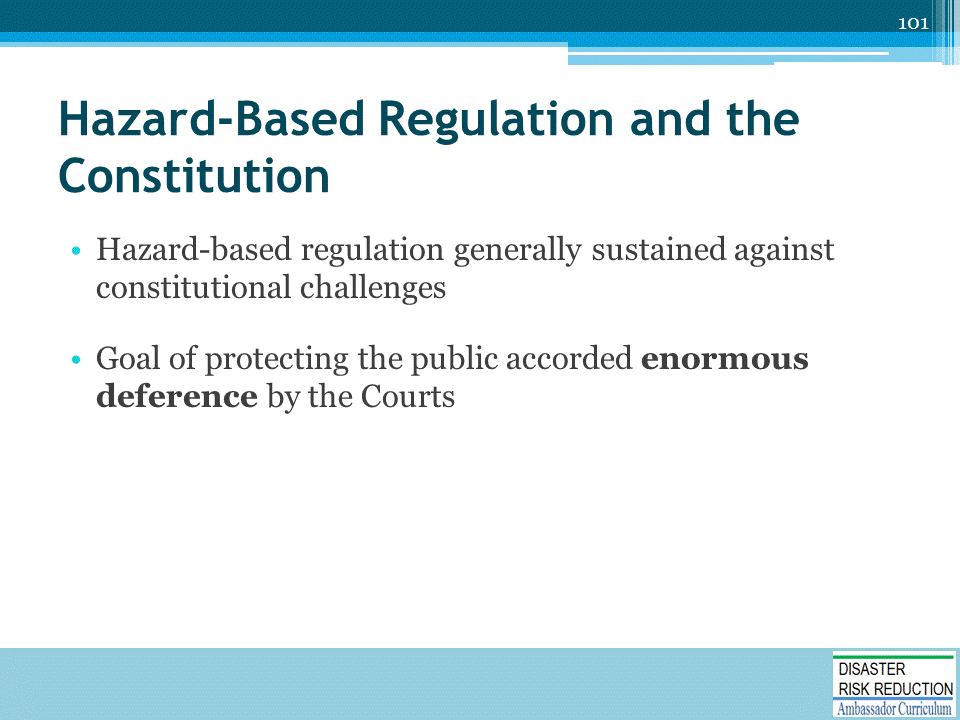 101
Hazard-Based Regulation and the
Constitution
• Hazard-based regulation generally sustained against
constitutional challenges
• Goal of protecting the public accorded enormous
deference by the Courts
DISASTER
RISK REDUCTION
Ambassador Curriculum